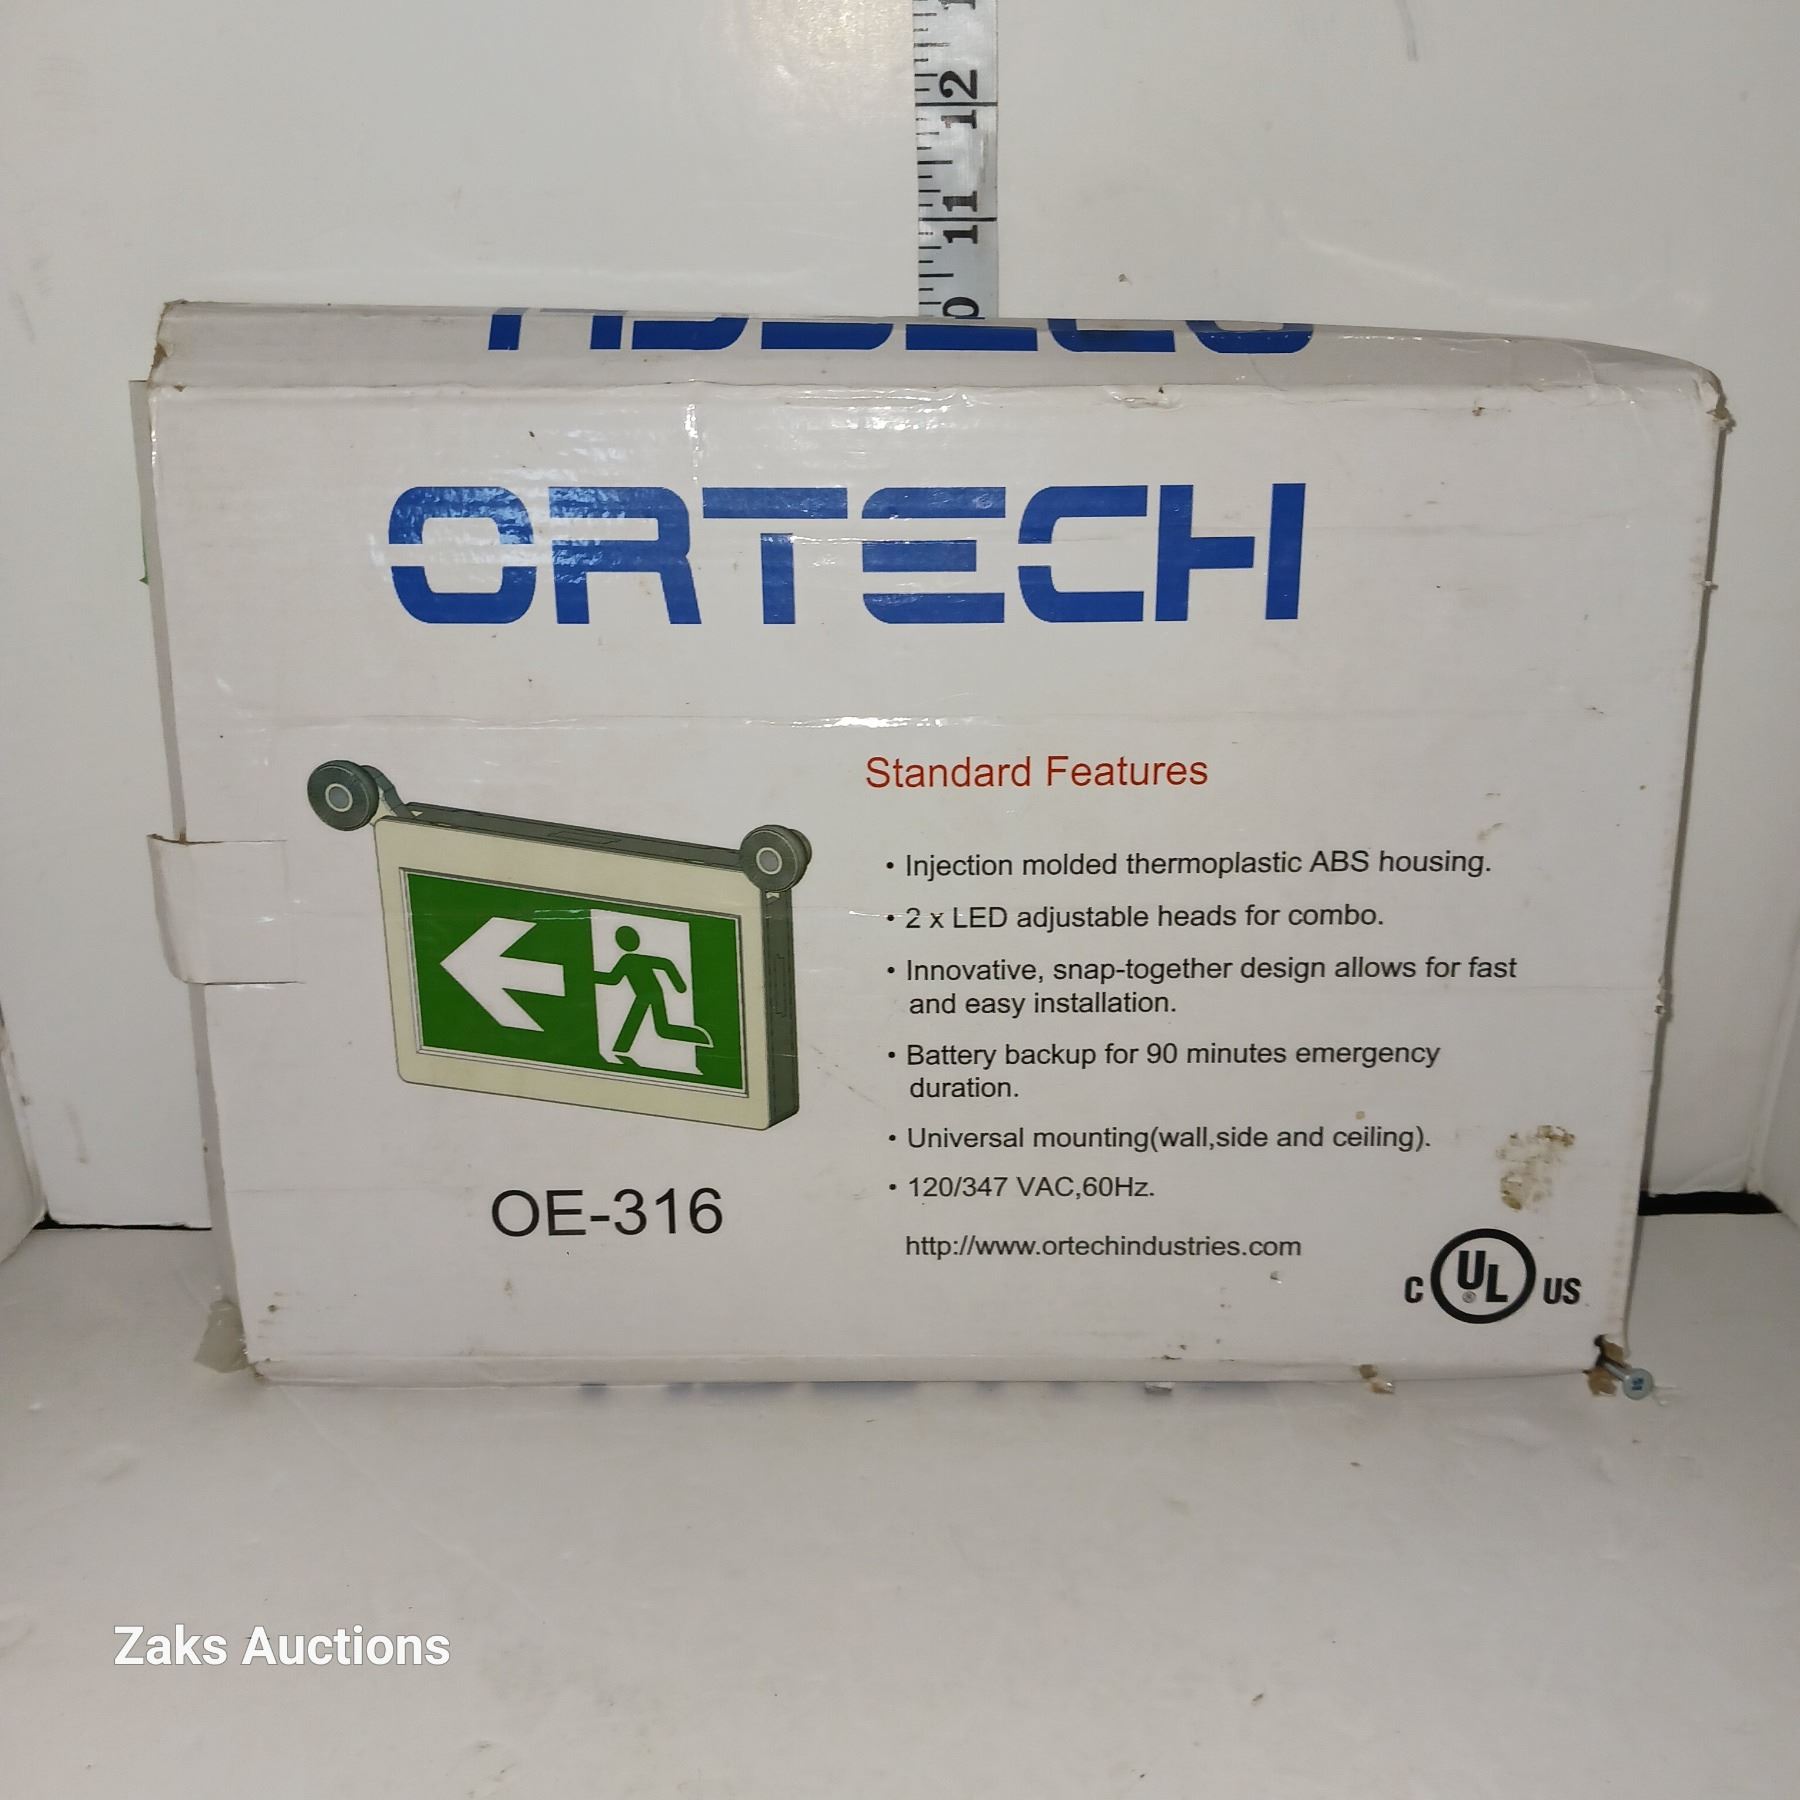 12
11
ORTECH
Standard Features
• Injection molded thermoplastic ABS housing.
• 2 x LED adjustable heads for combo.
• Innovative, snap-together design allows for fast
and easy installation.
• Battery backup for 90 minutes emergency
duration.
• Universal mounting(wall,side and ceiling).
• 120/347 VAC,60Hz.
OE-316
http://www.ortechindustries.com
C UL® US
Zaks Auctions